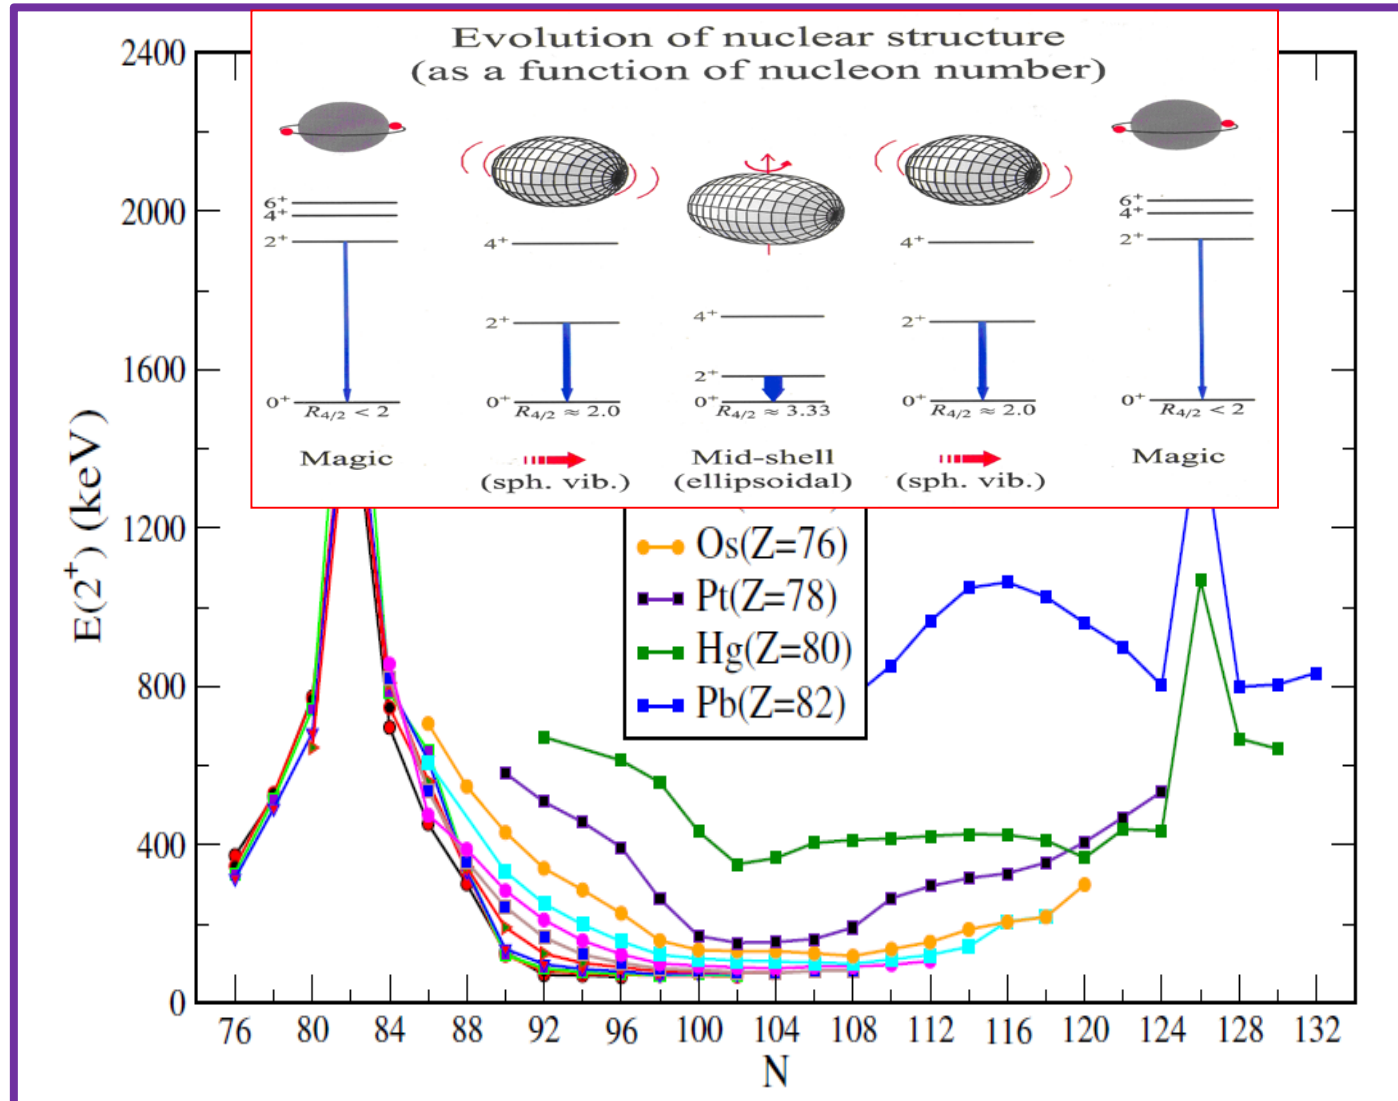 Evolution of nuclear structure
(as a function of nucleon number)
6+
4+
2+
0+
R4/2 < 2
Magic
4+
2+
0+
R4/2 ≈ 2.0
(sph. vib.)
4+
2+
0+
R4/2 ≈ 3.33
Mid-shell
(ellipsoidal)
4+
2+
0+
R4/2 ≈ 2.0
(sph. vib.)
6+
4+
2+
0+
R4/2 < 2
Magic
E(2+) (keV)
2400
2000
1600
1200
800
400
0
Os(Z=76)
Pt(Z=78)
Hg(Z=80)
Pb(Z=82)
76 80 84 88 92 96 100 104 108 112 116 120 124 128 132
N